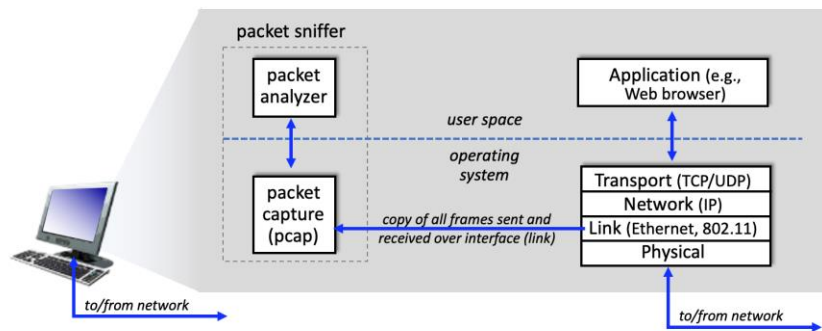 packet sniffer
packet
analyzer
Application (e.g.,
Web browser)
user space
operating
system
packet
capture
(pcap)
copy of all frames sent and
received over interface (link)
Transport (TCP/UDP)
Network (IP)
Link (Ethernet, 802.11)
Physical
to/from network
to/from network